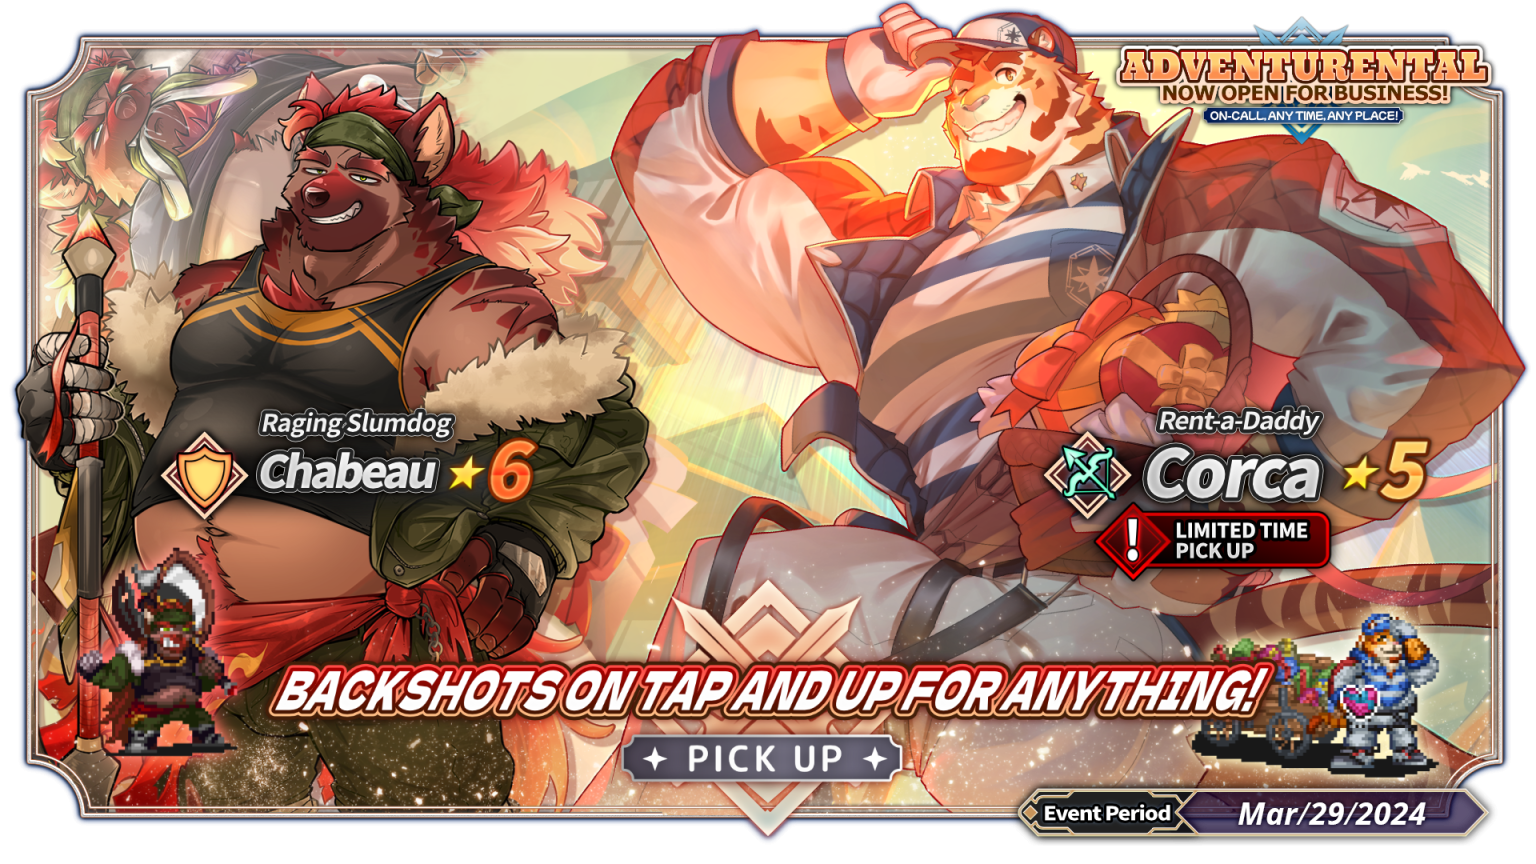 ADVENTURENTAL
NOW OPEN FOR BUSINESS!
ON-CALL, ANY TIME, ANY PLACE!
Raging Slumdog
Chabeau ★6
Rent-a-Daddy
Corca ★5
! LIMITED TIME
PICK UP
BACKSHOTS ON TAP AND UP FOR ANYTHING!
PICK UP
Event Period Mar/29/2024